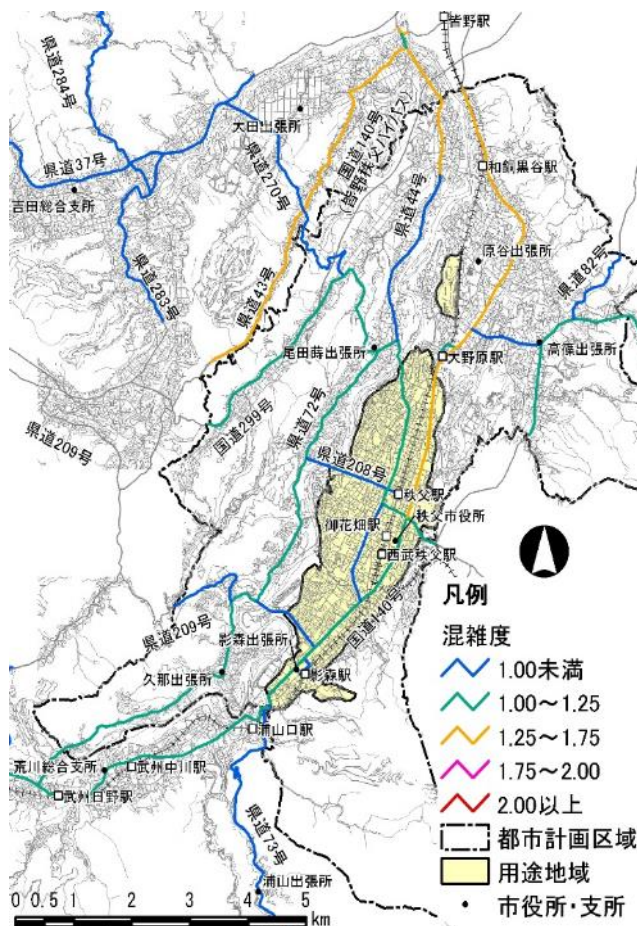 皆野駅
県道284号
大田出張所
国道140号
(皆野秩父バイパス)
県道37号
和銅黒谷駅
吉田総合支所
県道270号
県道44号
原谷出張所
県道82号
県道283号
県道43号
高篠出張所
尾田蒔出張所
大野原駅
国道299号
県道72号
県道209号
県道208号
秩父駅
御花畑駅
秩父市役所
西武秩父駅
国道140号
県道209号
影森出張所
影森駅
久那出張所
浦山口駅
荒川総合支所
武州中川駅
武州日野駅
県道73号
浦山出張所
凡例
混雑度
1.00未満
1.00～1.25
1.25～1.75
1.75～2.00
2.00以上
都市計画区域
用途地域
市役所・支所
0 0.5 1 2 3 4 5
km